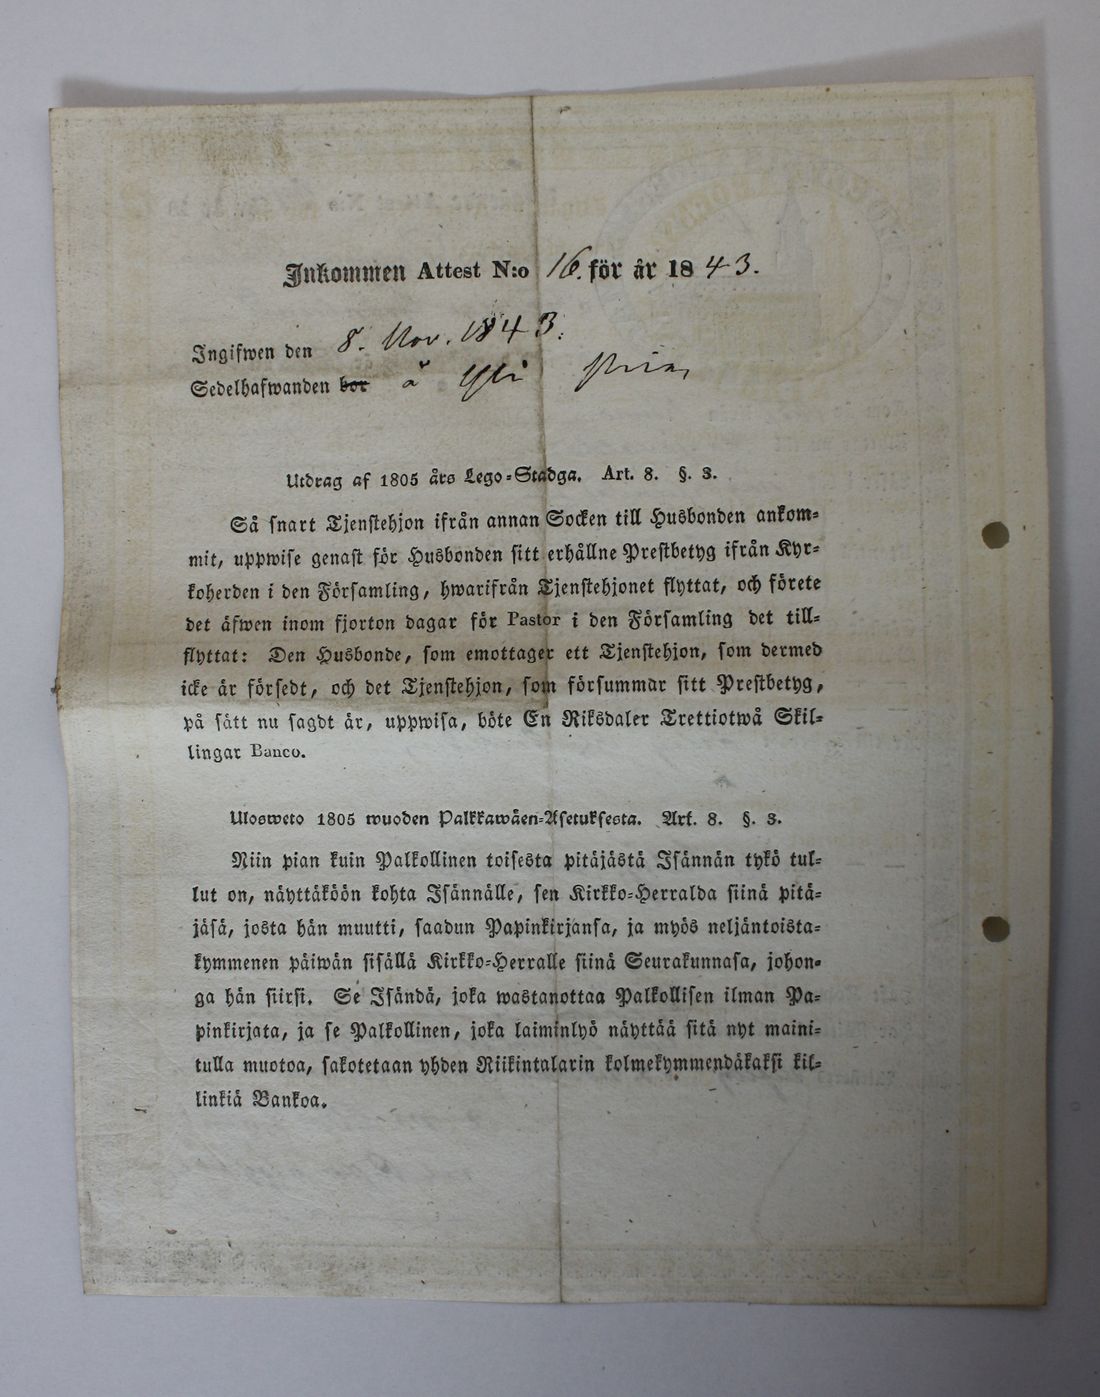 Inkommen Attest N:o 16. för år 1843.
Ingifwen den 8. Nov. 1843.
Sedelhafwanden bor å Yli
Utdrag af 1805 års Lego-Stadga. Art. 8. §. 3.
Så snart Tjenstehjon ifrån annan Socken till Husbonden ankom-
mit, uppwise genast för Husbonden sitt erhållne Prestbetyg ifrån Kyr-
koherden i den Församling, hwarifrån Tjenstehjonet flyttat, och förete
det äfwen inom fjorton dagar för Pastor i den Församling det till-
flyttat: Den Husbonde, som emottager ett Tjenstehjon, som dermed
icke är försedt, och det Tjenstehjon, som försummar sitt Prestbetyg,
på sätt nu sagdt är, uppwisa, böte En Riksdaler Trettiotwå Skil-
lingar Banco.
Ulosweto 1805 wuoden Palkkawäen-Asetuksesta. Art. 8. §. 3.
Niin pian kuin Palkollinen toisesta pitäjästä Isännän tykö tul-
lut on, näyttäköön kohta Isännälle, sen Kirkko-Herralda siinä pitä-
jäsä, josta hän muutti, saadun Papinkirjansa, ja myös neljäntoista-
kymmenen päiwän sisällä Kirkko-Herralle siinä Seurakunnasa, johon-
ga hän siirsi. Se Isändä, joka wastanottaa Palkollisen ilman Pa-
pinkirjata, ja se Palkollinen, joka laiminlyö näyttää sitä nyt maini-
tulla muotoa, sakotetaan yhden Riikintalarin kolmekymmendäkaksi kil-
linkiä Bankoa.